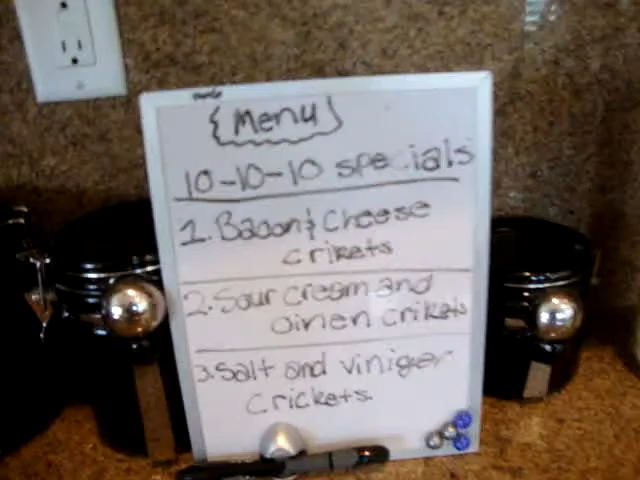 {Menu}
10-10-10 specials
1. Bacon & Cheese
crikets
2. Sour cream and
oinen crikets
3. Salt and viniger
crickets.